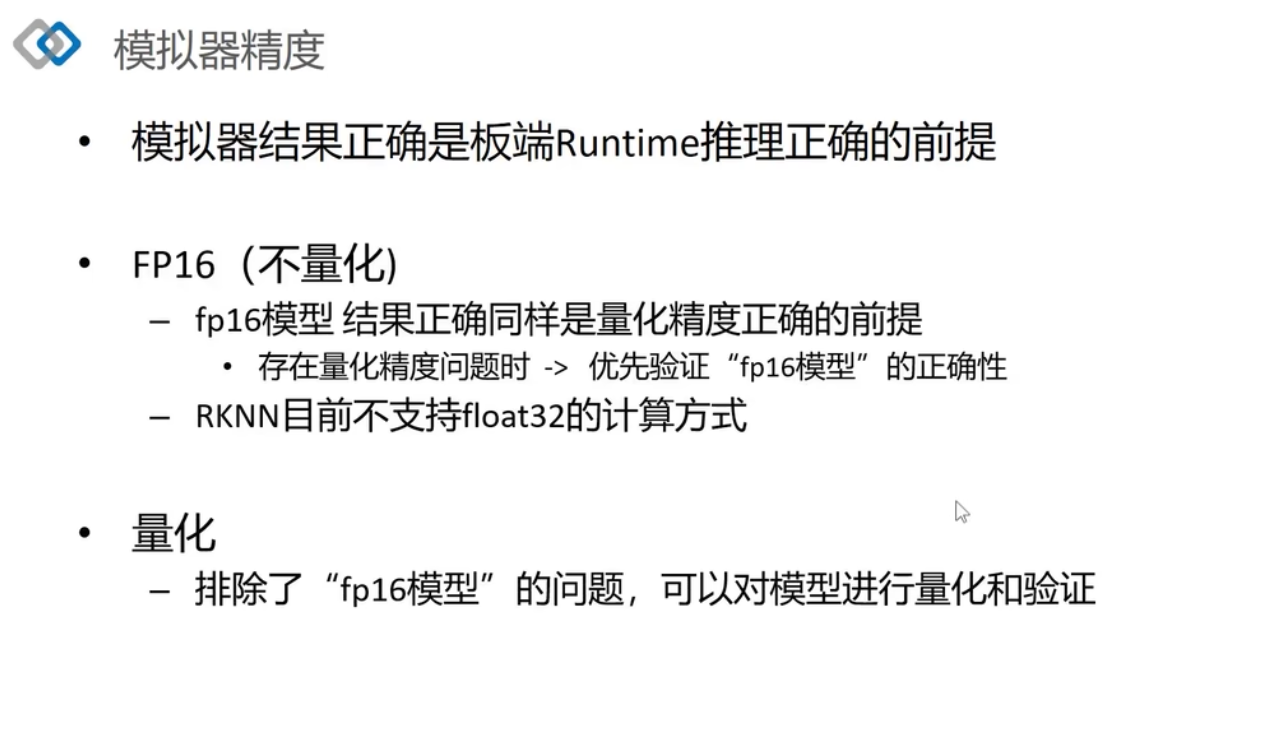 模拟器精度
• 模拟器结果正确是板端Runtime推理正确的前提
• FP16（不量化)
– fp16模型 结果正确同样是量化精度正确的前提
• 存在量化精度问题时 -> 优先验证“fp16模型”的正确性
– RKNN目前不支持float32的计算方式
• 量化
– 排除了“fp16模型”的问题，可以对模型进行量化和验证